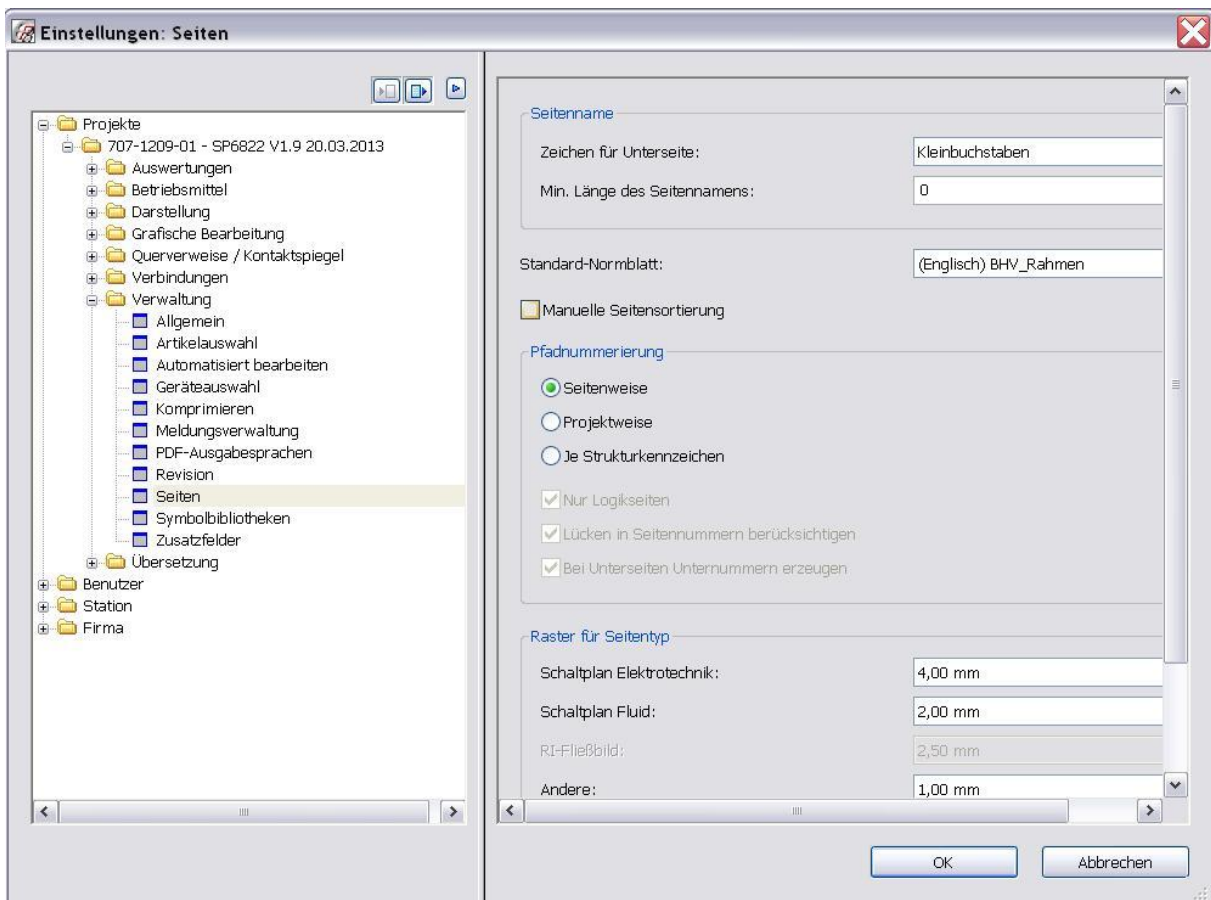 Einstellungen: Seiten
Projekte
707-1209-01 - SP6822 V1.9 20.03.2013
Auswertungen
Betriebsmittel
Darstellung
Grafische Bearbeitung
Querverweise / Kontaktspiegel
Verbindungen
Verwaltung
Allgemein
Artikelauswahl
Automatisiert bearbeiten
Geräteauswahl
Komprimieren
Meldungsverwaltung
PDF-Ausgabesprachen
Revision
Seiten
Symbolbibliotheken
Zusatzfelder
Übersetzung
Benutzer
Station
Firma
Seitenname
Zeichen für Unterseite: Kleinbuchstaben
Min. Länge des Seitennamens: 0
Standard-Normblatt: (Englisch) BHV_Rahmen
Manuelle Seitensortierung
Pfadnummerierung
Seitenweise
Projektweise
Je Strukturkennzeichen
Nur Logikseiten
Lücken in Seitennummern berücksichtigen
Bei Unterseiten Unternummern erzeugen
Raster für Seitentyp
Schaltplan Elektrotechnik: 4,00 mm
Schaltplan Fluid: 2,00 mm
RI-Fließbild: 2,50 mm
Andere: 1,00 mm
OK
Abbrechen